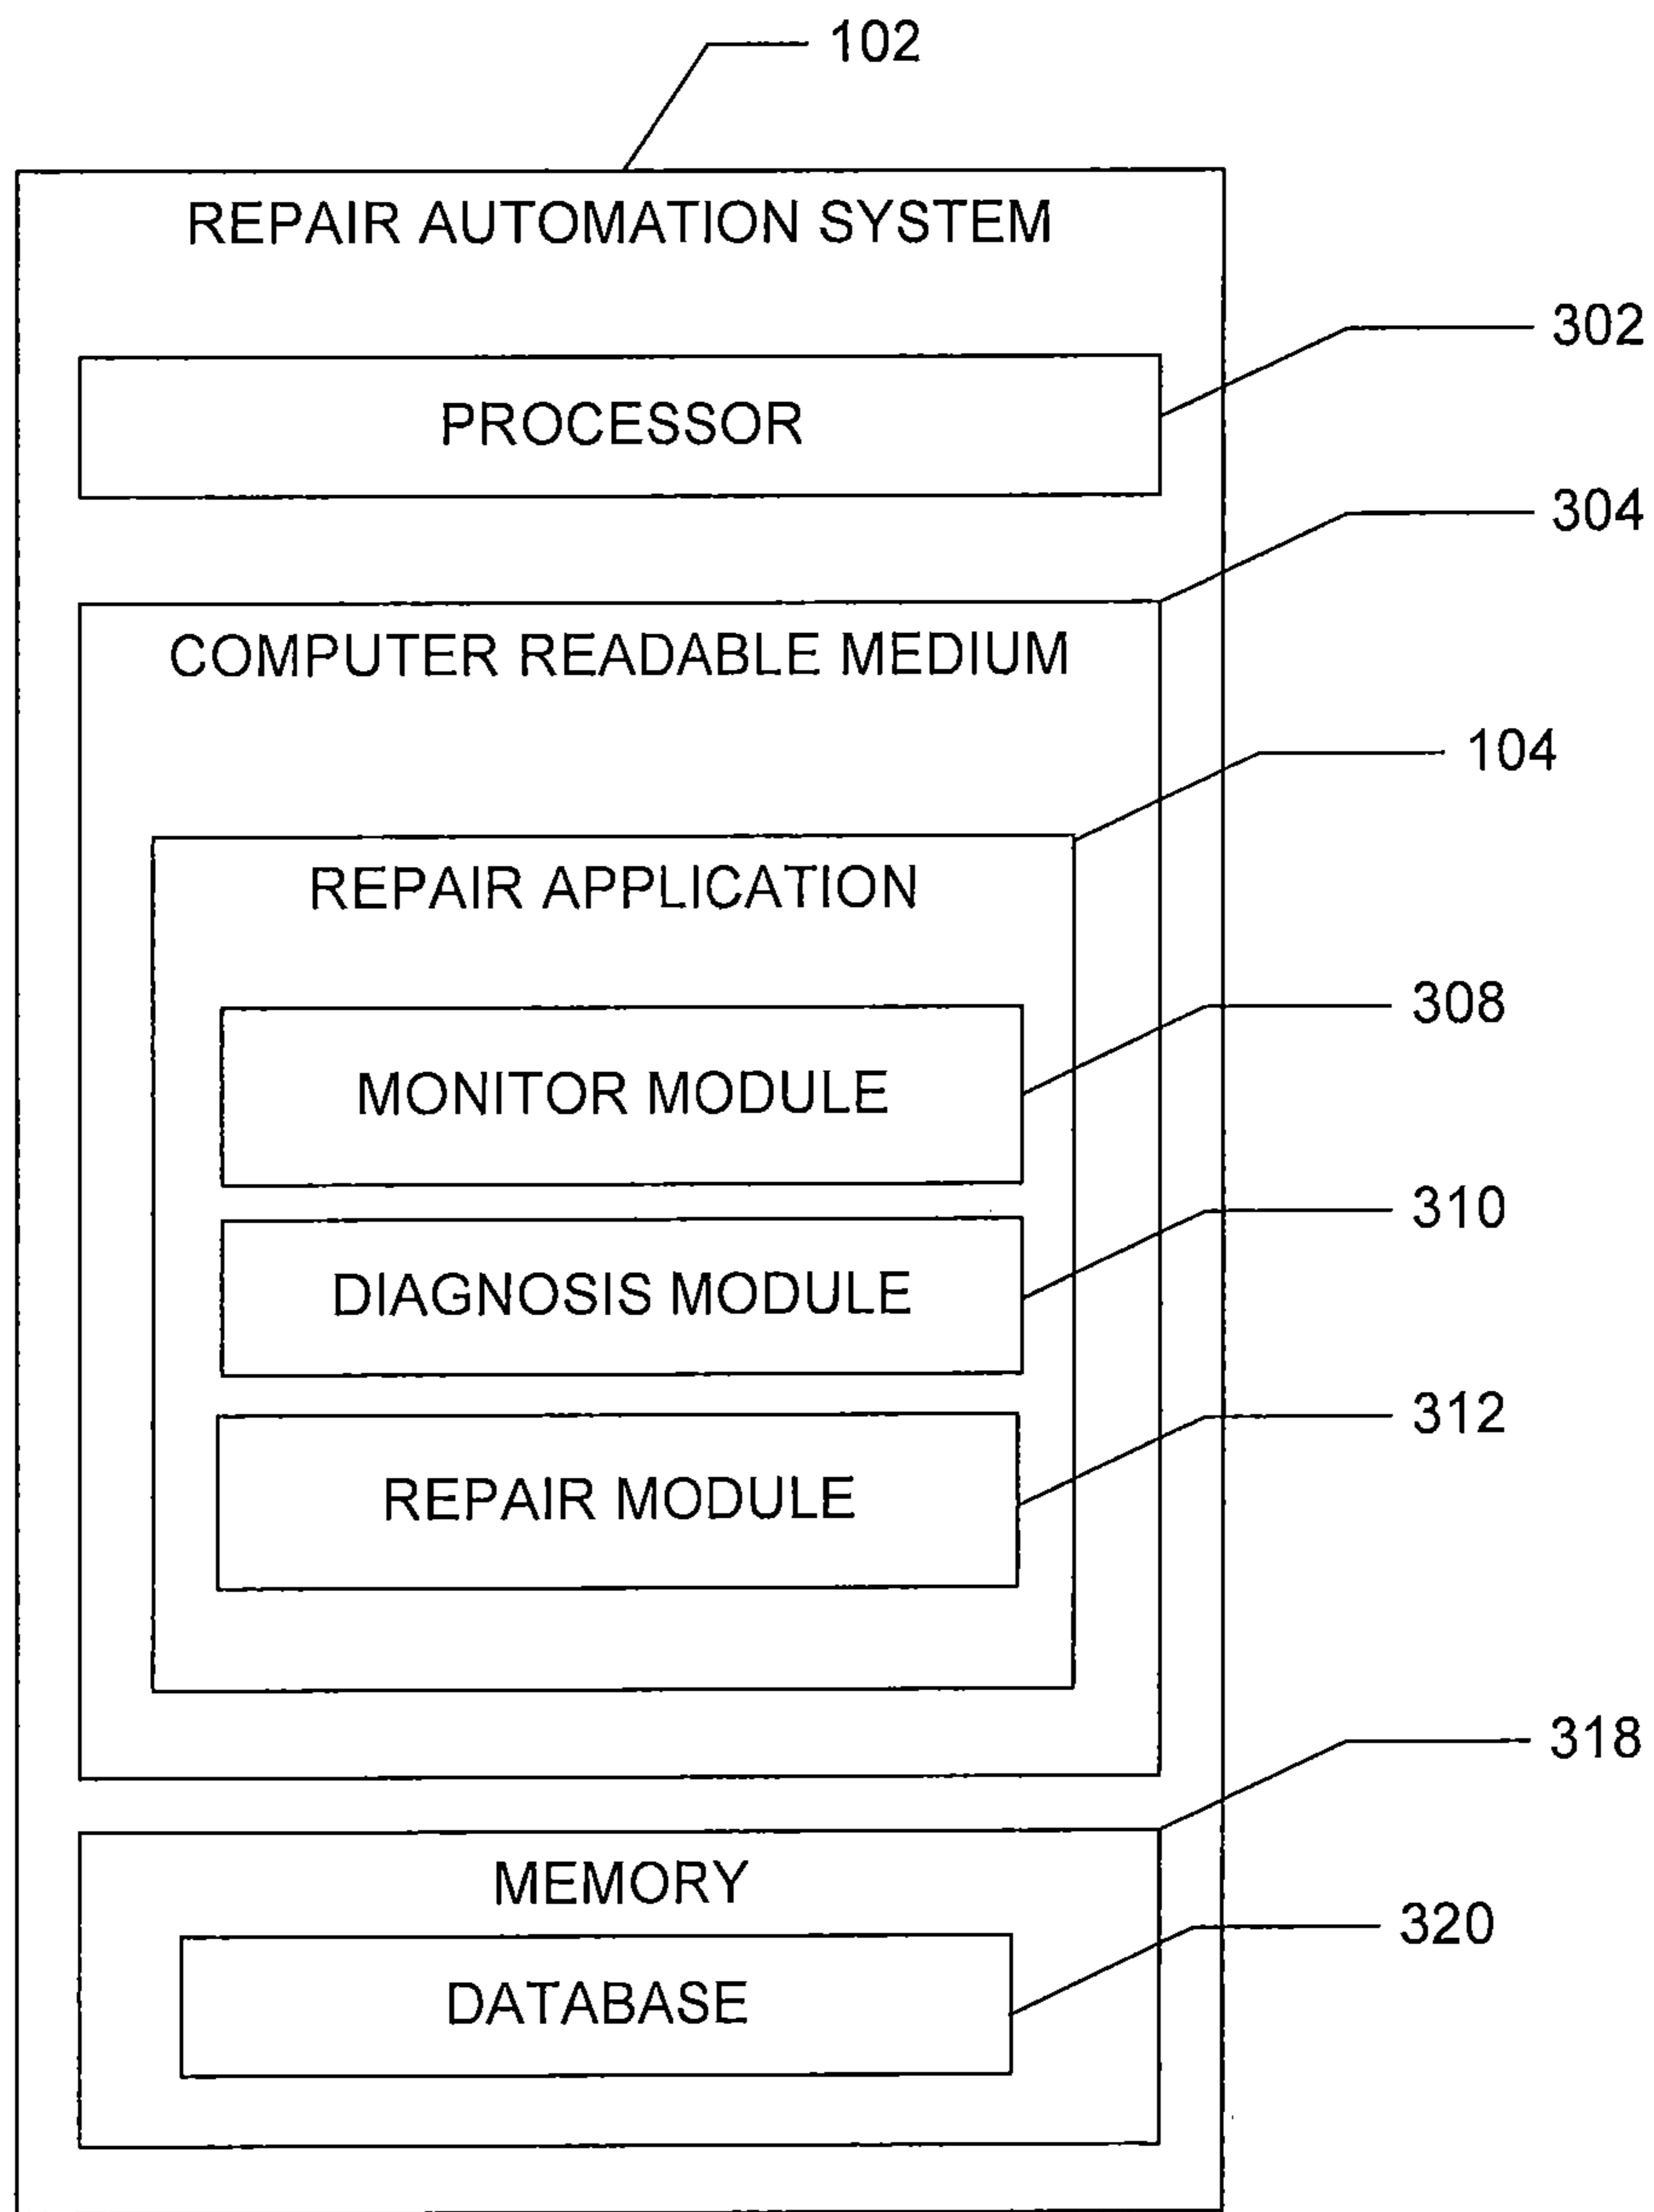 102
REPAIR AUTOMATION SYSTEM
302
PROCESSOR
304
COMPUTER READABLE MEDIUM
104
REPAIR APPLICATION
308
MONITOR MODULE
310
DIAGNOSIS MODULE
312
REPAIR MODULE
318
MEMORY
320
DATABASE